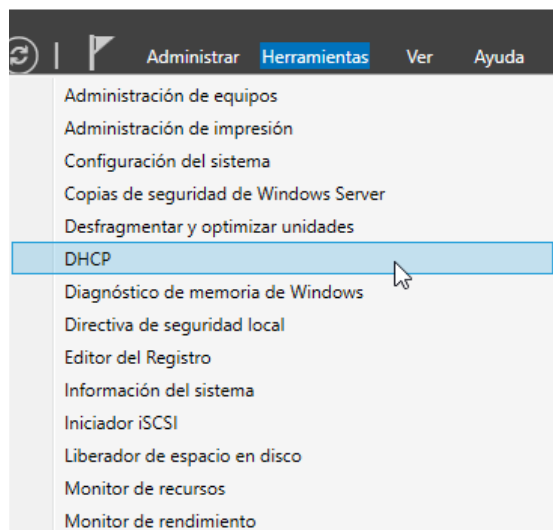 Administrar Herramientas Ver Ayuda
Administración de equipos
Administración de impresión
Configuración del sistema
Copias de seguridad de Windows Server
Desfragmentar y optimizar unidades
DHCP
Diagnóstico de memoria de Windows
Directiva de seguridad local
Editor del Registro
Información del sistema
Iniciador iSCSI
Liberador de espacio en disco
Monitor de recursos
Monitor de rendimiento